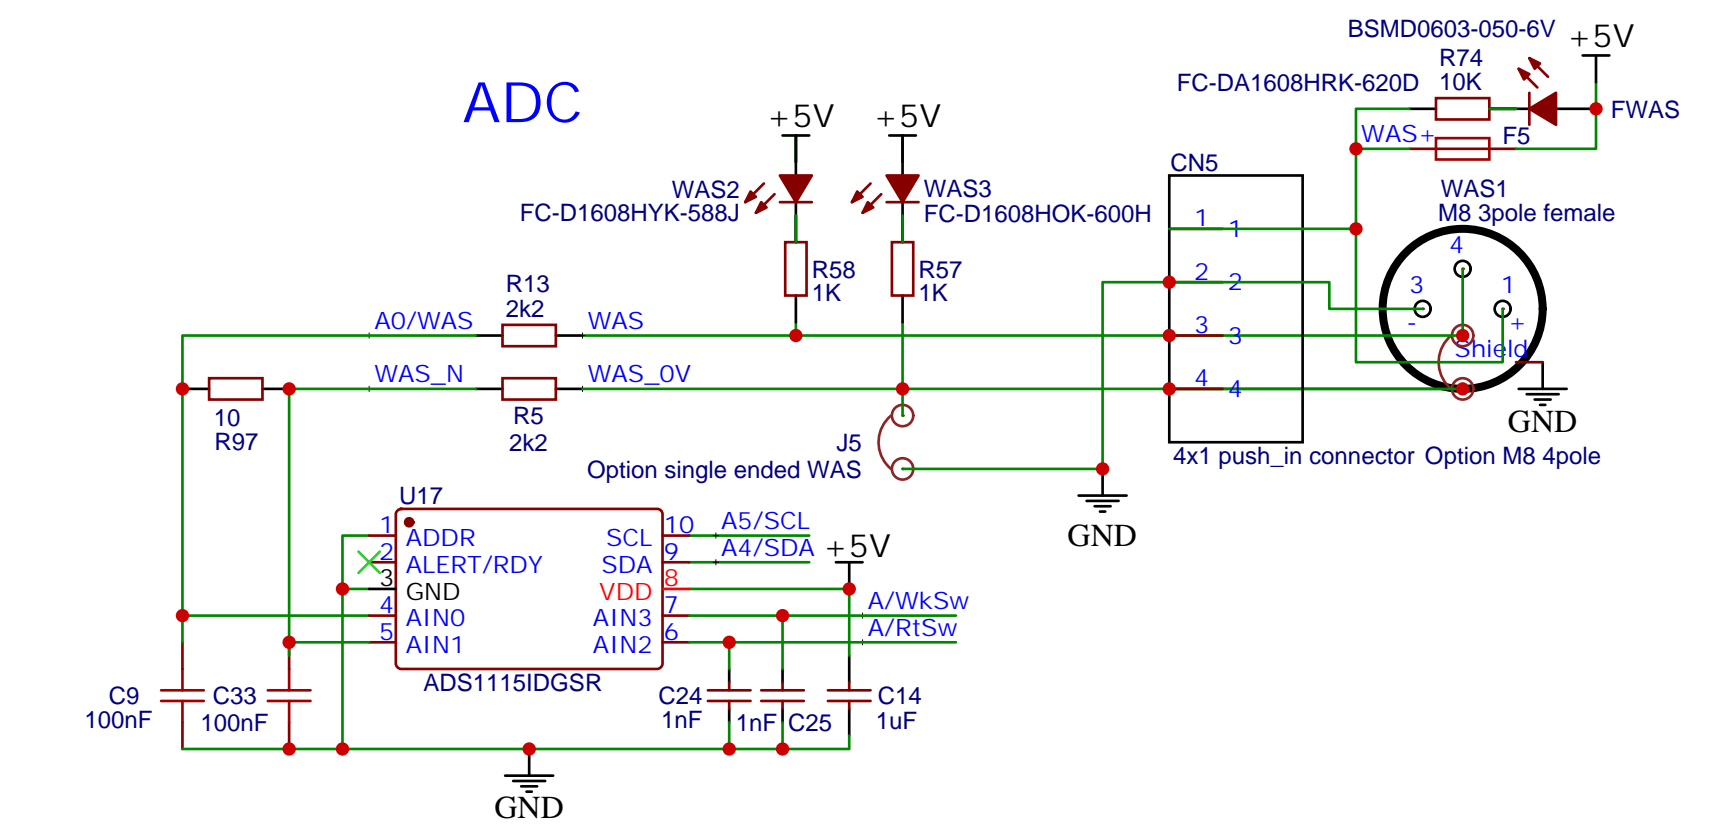 BSMD0603-050-6V
+5V
R74
10K
FC-DA1608HRK-620D
FWAS
WAS+
F5
ADC
+5V
+5V
CN5
WAS1
M8 3pole female
WAS2
FC-D1608HYK-588J
WAS3
FC-D1608HOK-600H
1
1
4
2
2
3
1
-
+
R58
1K
R57
1K
R13
2k2
A0/WAS
WAS
3
3
Shield
WAS_N
WAS_0V
4
4
10
R97
R5
2k2
GND
J5
Option single ended WAS
4x1 push_in connector
Option M8 4pole
GND
U17
1
ADDR
SCL
10
A5/SCL
2
ALERT/RDY
SDA
9
A4/SDA
+5V
3
GND
VDD
8
4
AIN0
AIN3
7
A/WkSw
5
AIN1
AIN2
6
A/RtSw
ADS1115IDGSR
C9
100nF
C33
100nF
C24
1nF
1nF
C25
C14
1uF
GND